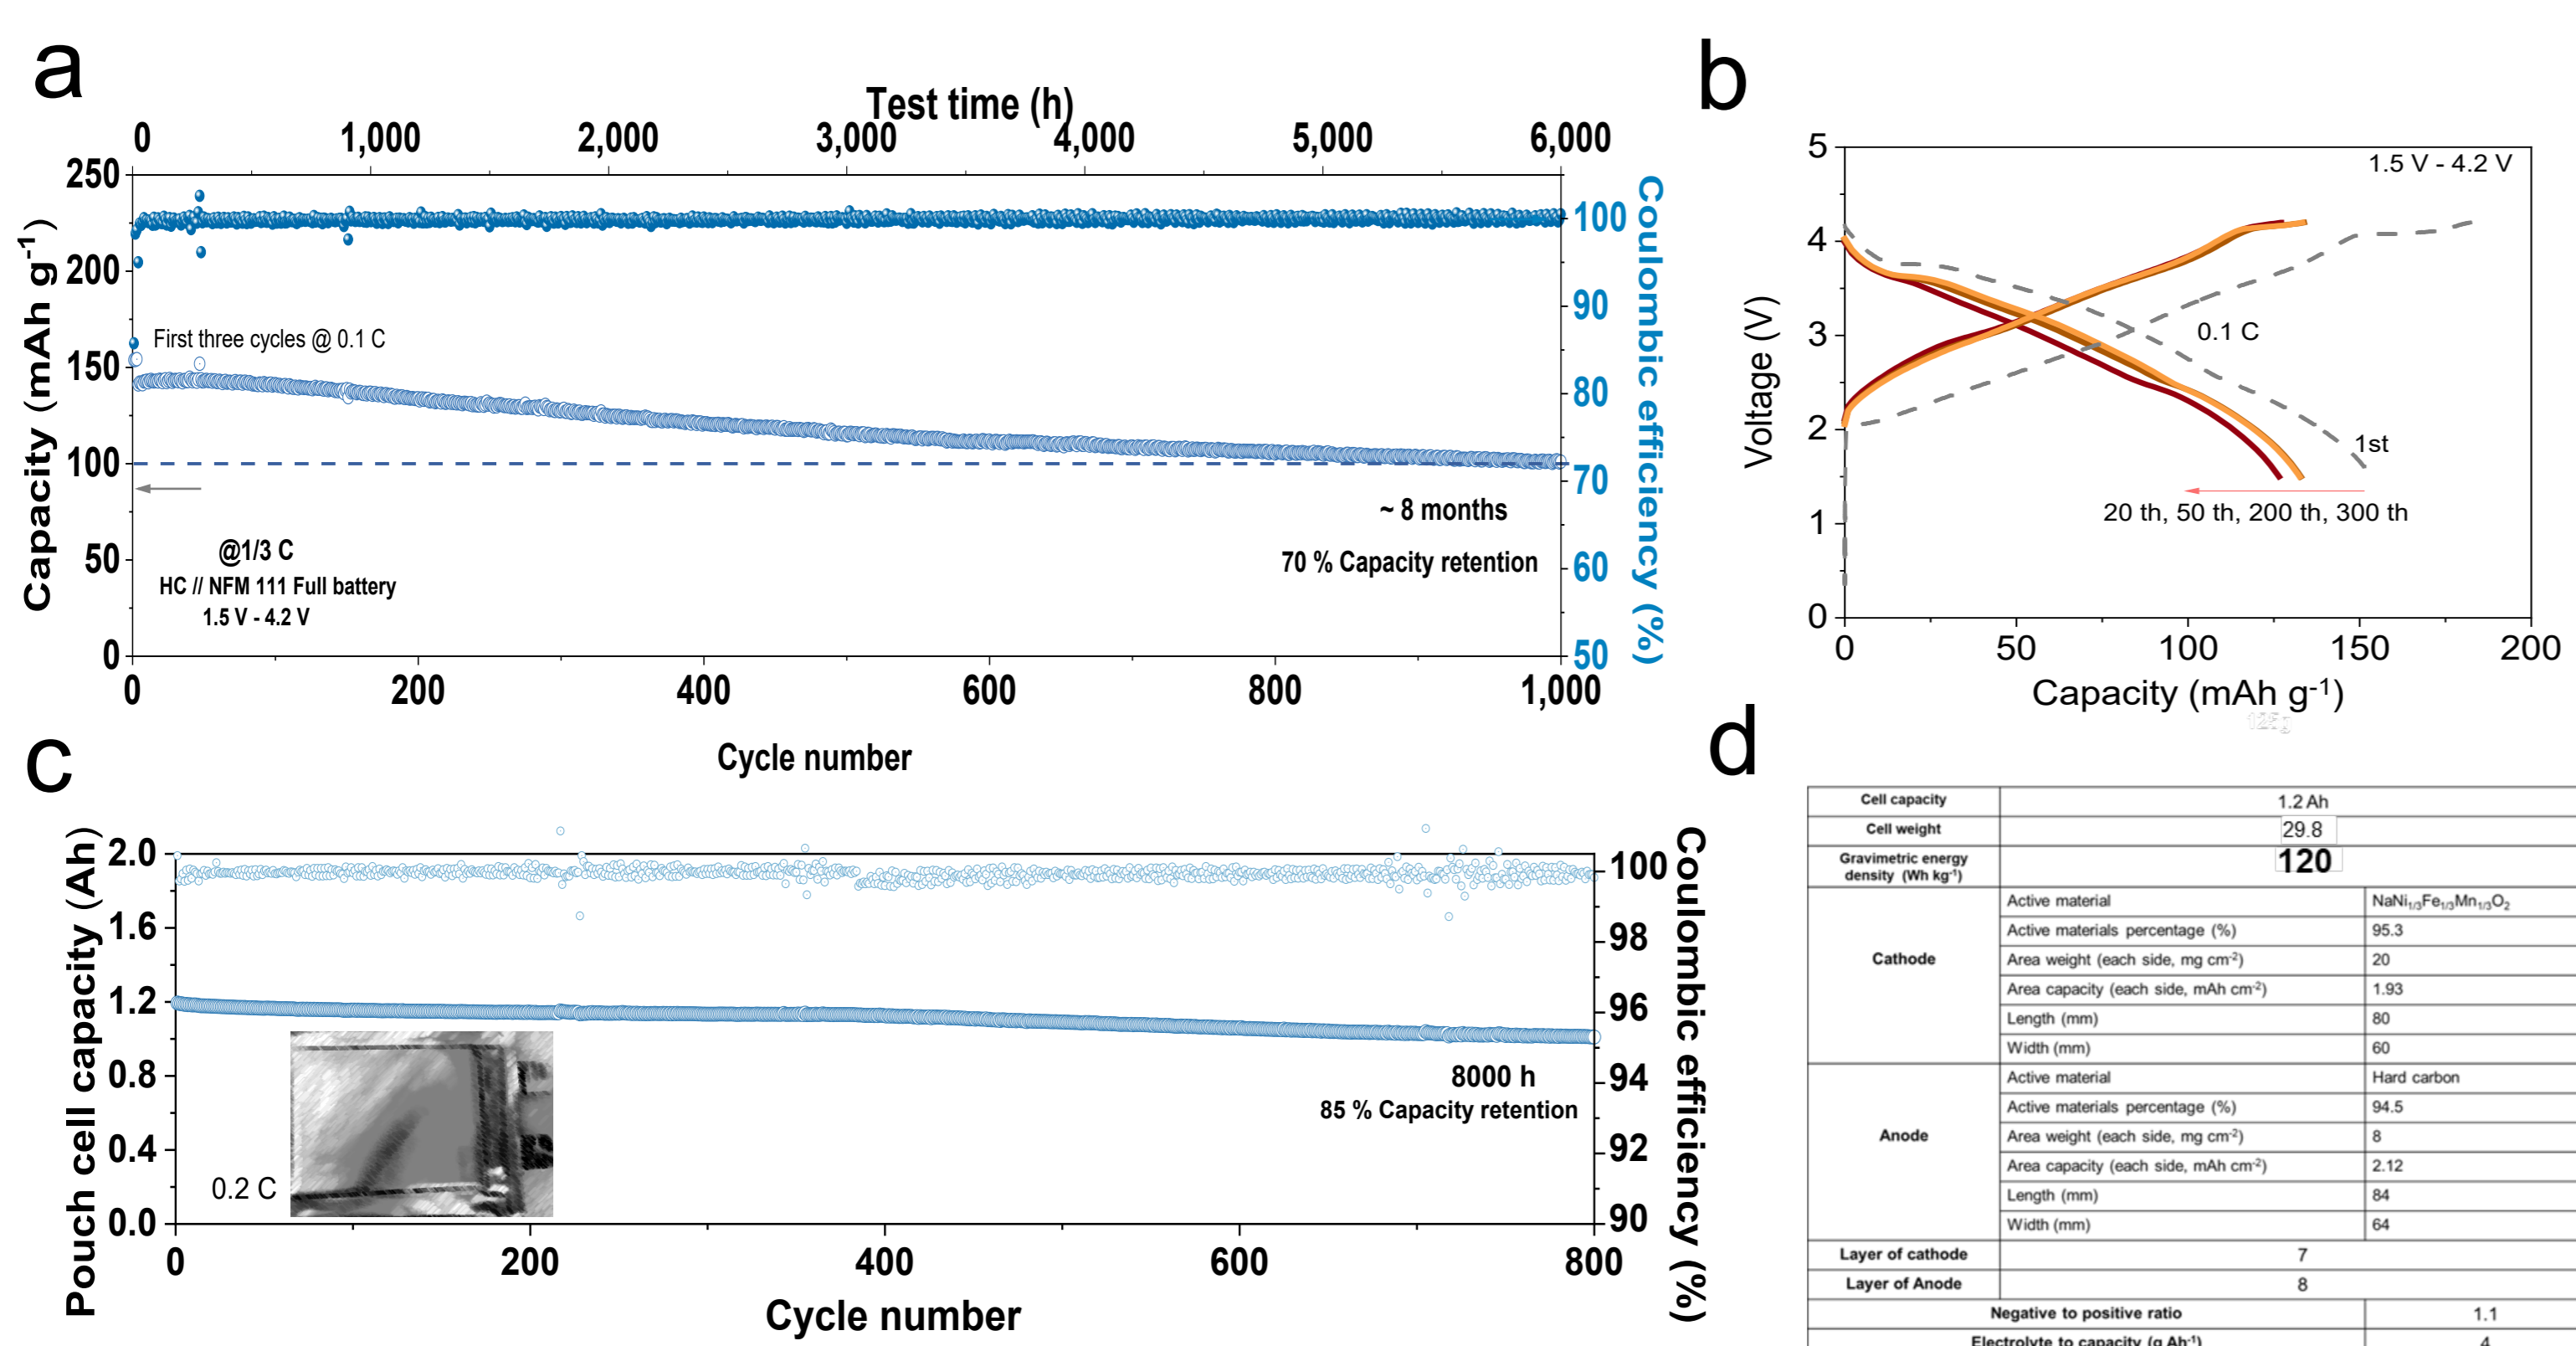 a
Test time (h)
0 1,000 2,000 3,000 4,000 5,000 6,000
250
200
150
100
50
0
Capacity (mAh g-1)
100
90
80
70
60
50
Coulombic efficiency (%)
First three cycles @ 0.1 C
@1/3 C
HC // NFM 111 Full battery
1.5 V - 4.2 V
~ 8 months
70 % Capacity retention
0 200 400 600 800 1,000
Cycle number
b
5
4
3
2
1
0
Voltage (V)
1.5 V - 4.2 V
0.1 C
1st
20 th, 50 th, 200 th, 300 th
0 50 100 150 200
Capacity (mAh g-1)
c
2.0
1.6
1.2
0.8
0.4
0.0
Pouch cell capacity (Ah)
100
98
96
94
92
90
Coulombic efficiency (%)
8000 h
85 % Capacity retention
0.2 C
0 200 400 600 800
Cycle number
d
Cell capacity 1.2 Ah
Cell weight 29.8
Gravimetric energy
density (Wh kg-1) 120
Cathode
Active material NaNi1/3Fe1/3Mn1/3O2
Active materials percentage (%) 95.3
Area weight (each side, mg cm-2) 20
Area capacity (each side, mAh cm-2) 1.93
Length (mm) 80
Width (mm) 60
Anode
Active material Hard carbon
Active materials percentage (%) 94.5
Area weight (each side, mg cm-2) 8
Area capacity (each side, mAh cm-2) 2.12
Length (mm) 84
Width (mm) 64
Layer of cathode 7
Layer of Anode 8
Negative to positive ratio 1.1
Electrolyte to capacity (g Ah-1) 4